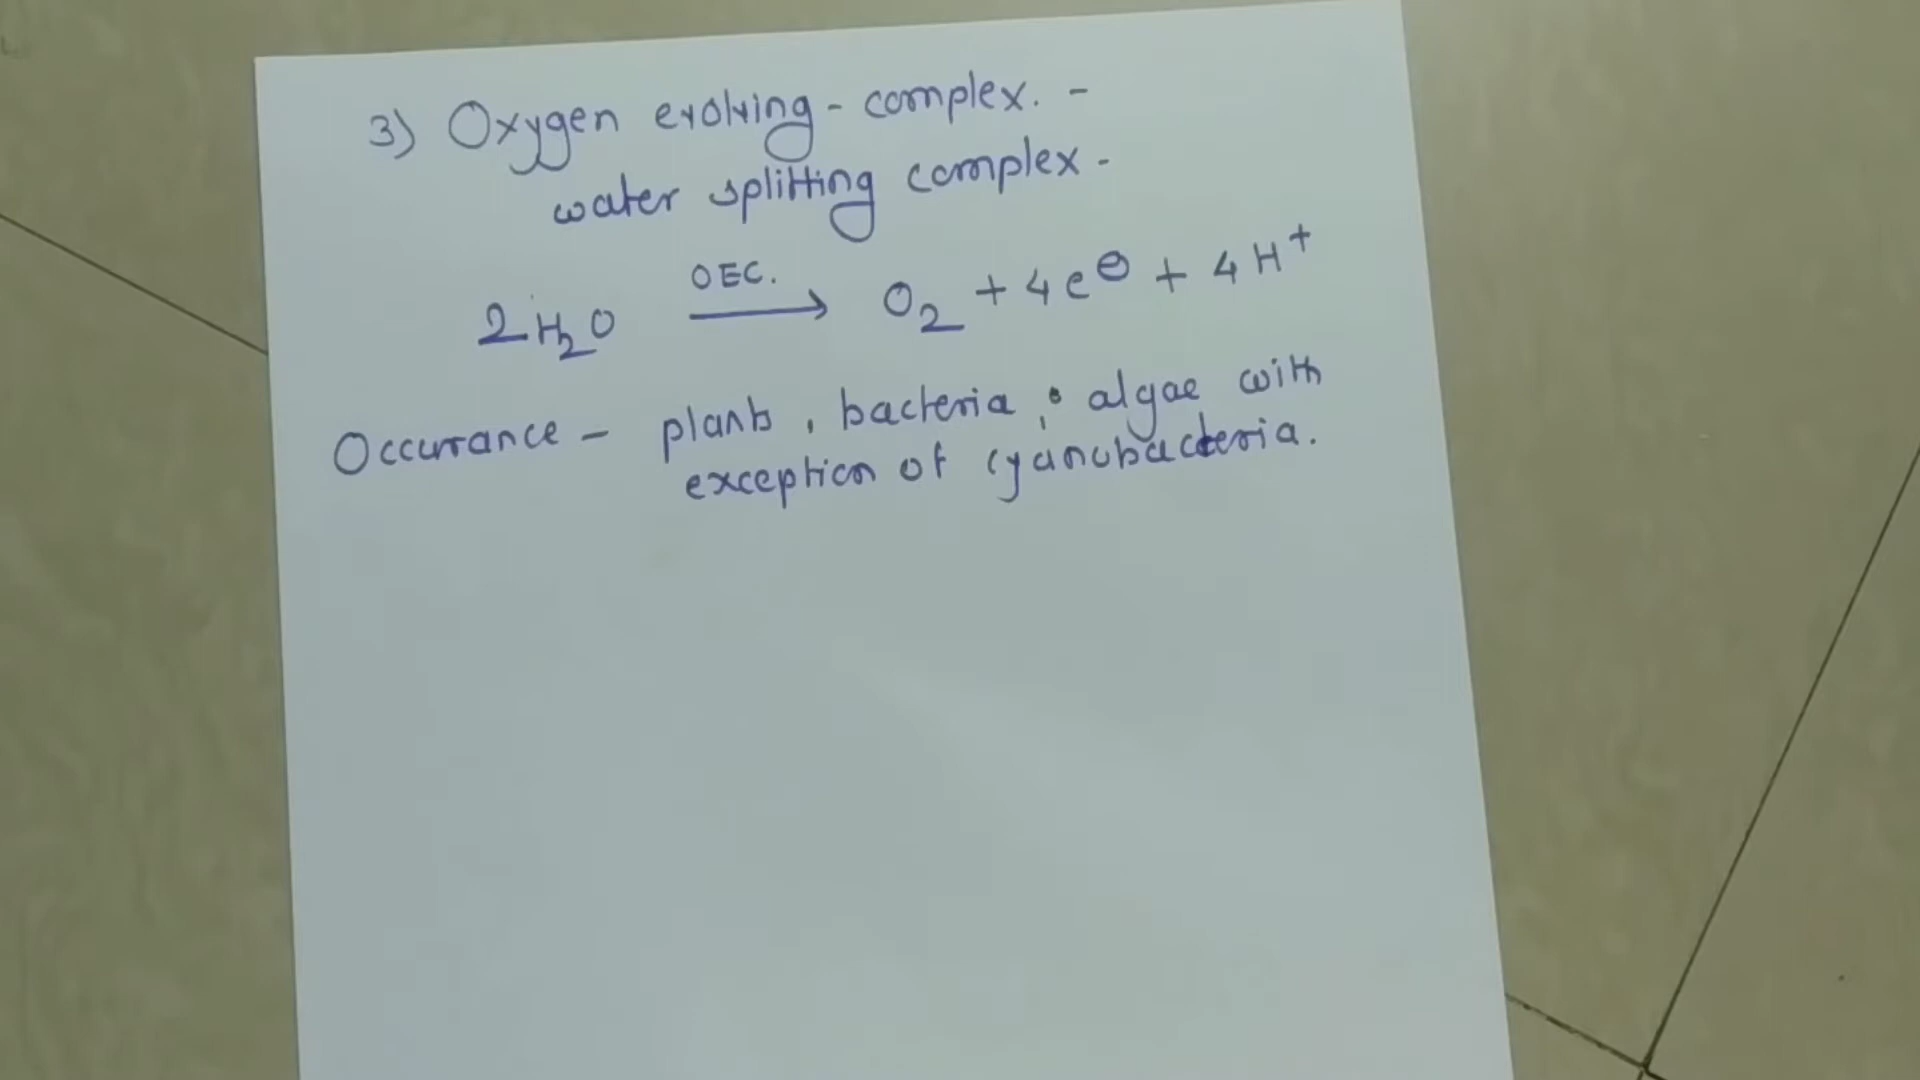 3) Oxygen evolving - complex. -
water splitting complex -
OEC.
2H₂O ⟶ O₂ + 4e⊖ + 4H⁺
Occurrance - plants, bacteria, algae with
exception of cyanobacteria.